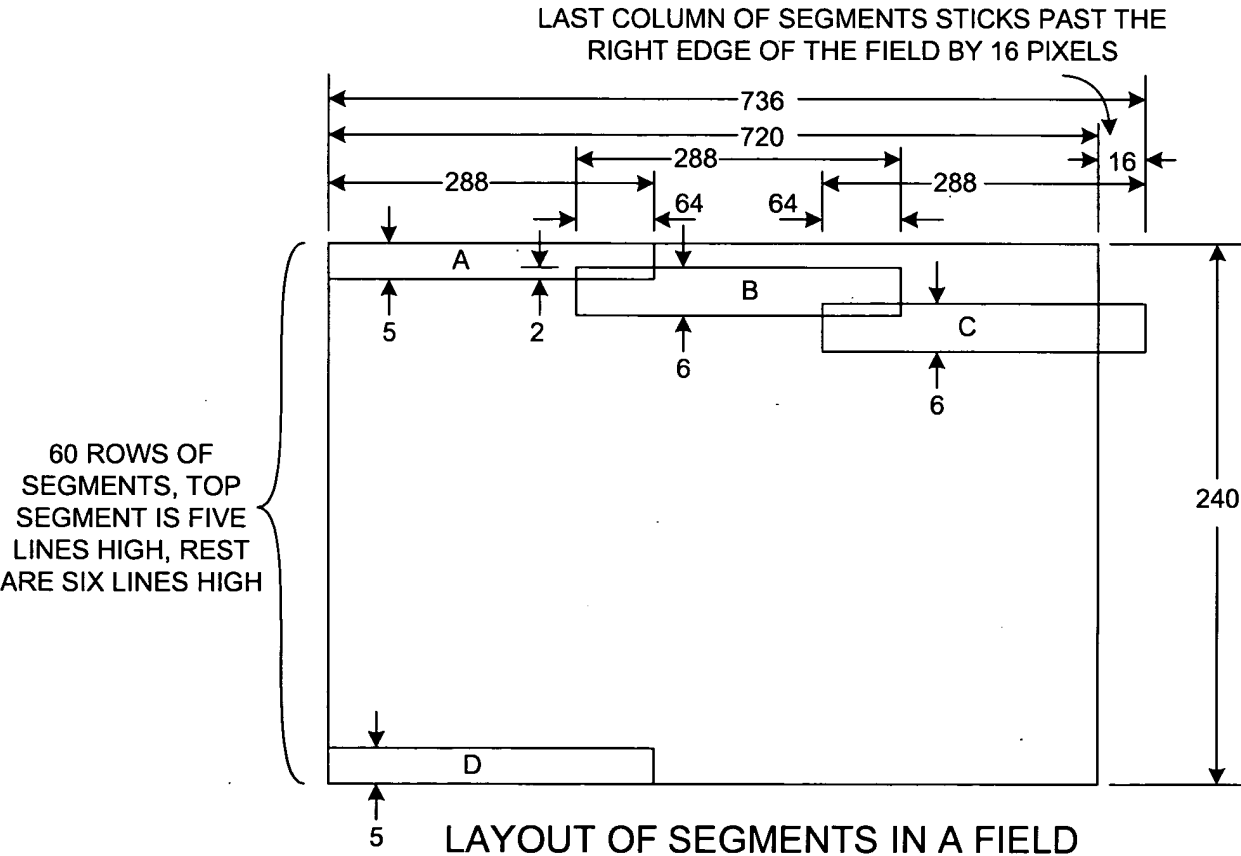 LAST COLUMN OF SEGMENTS STICKS PAST THE
RIGHT EDGE OF THE FIELD BY 16 PIXELS
736
720
288
16
288
288
64
64
A
B
C
5
2
6
6
60 ROWS OF
SEGMENTS, TOP
SEGMENT IS FIVE
LINES HIGH, REST
ARE SIX LINES HIGH
240
D
5
LAYOUT OF SEGMENTS IN A FIELD